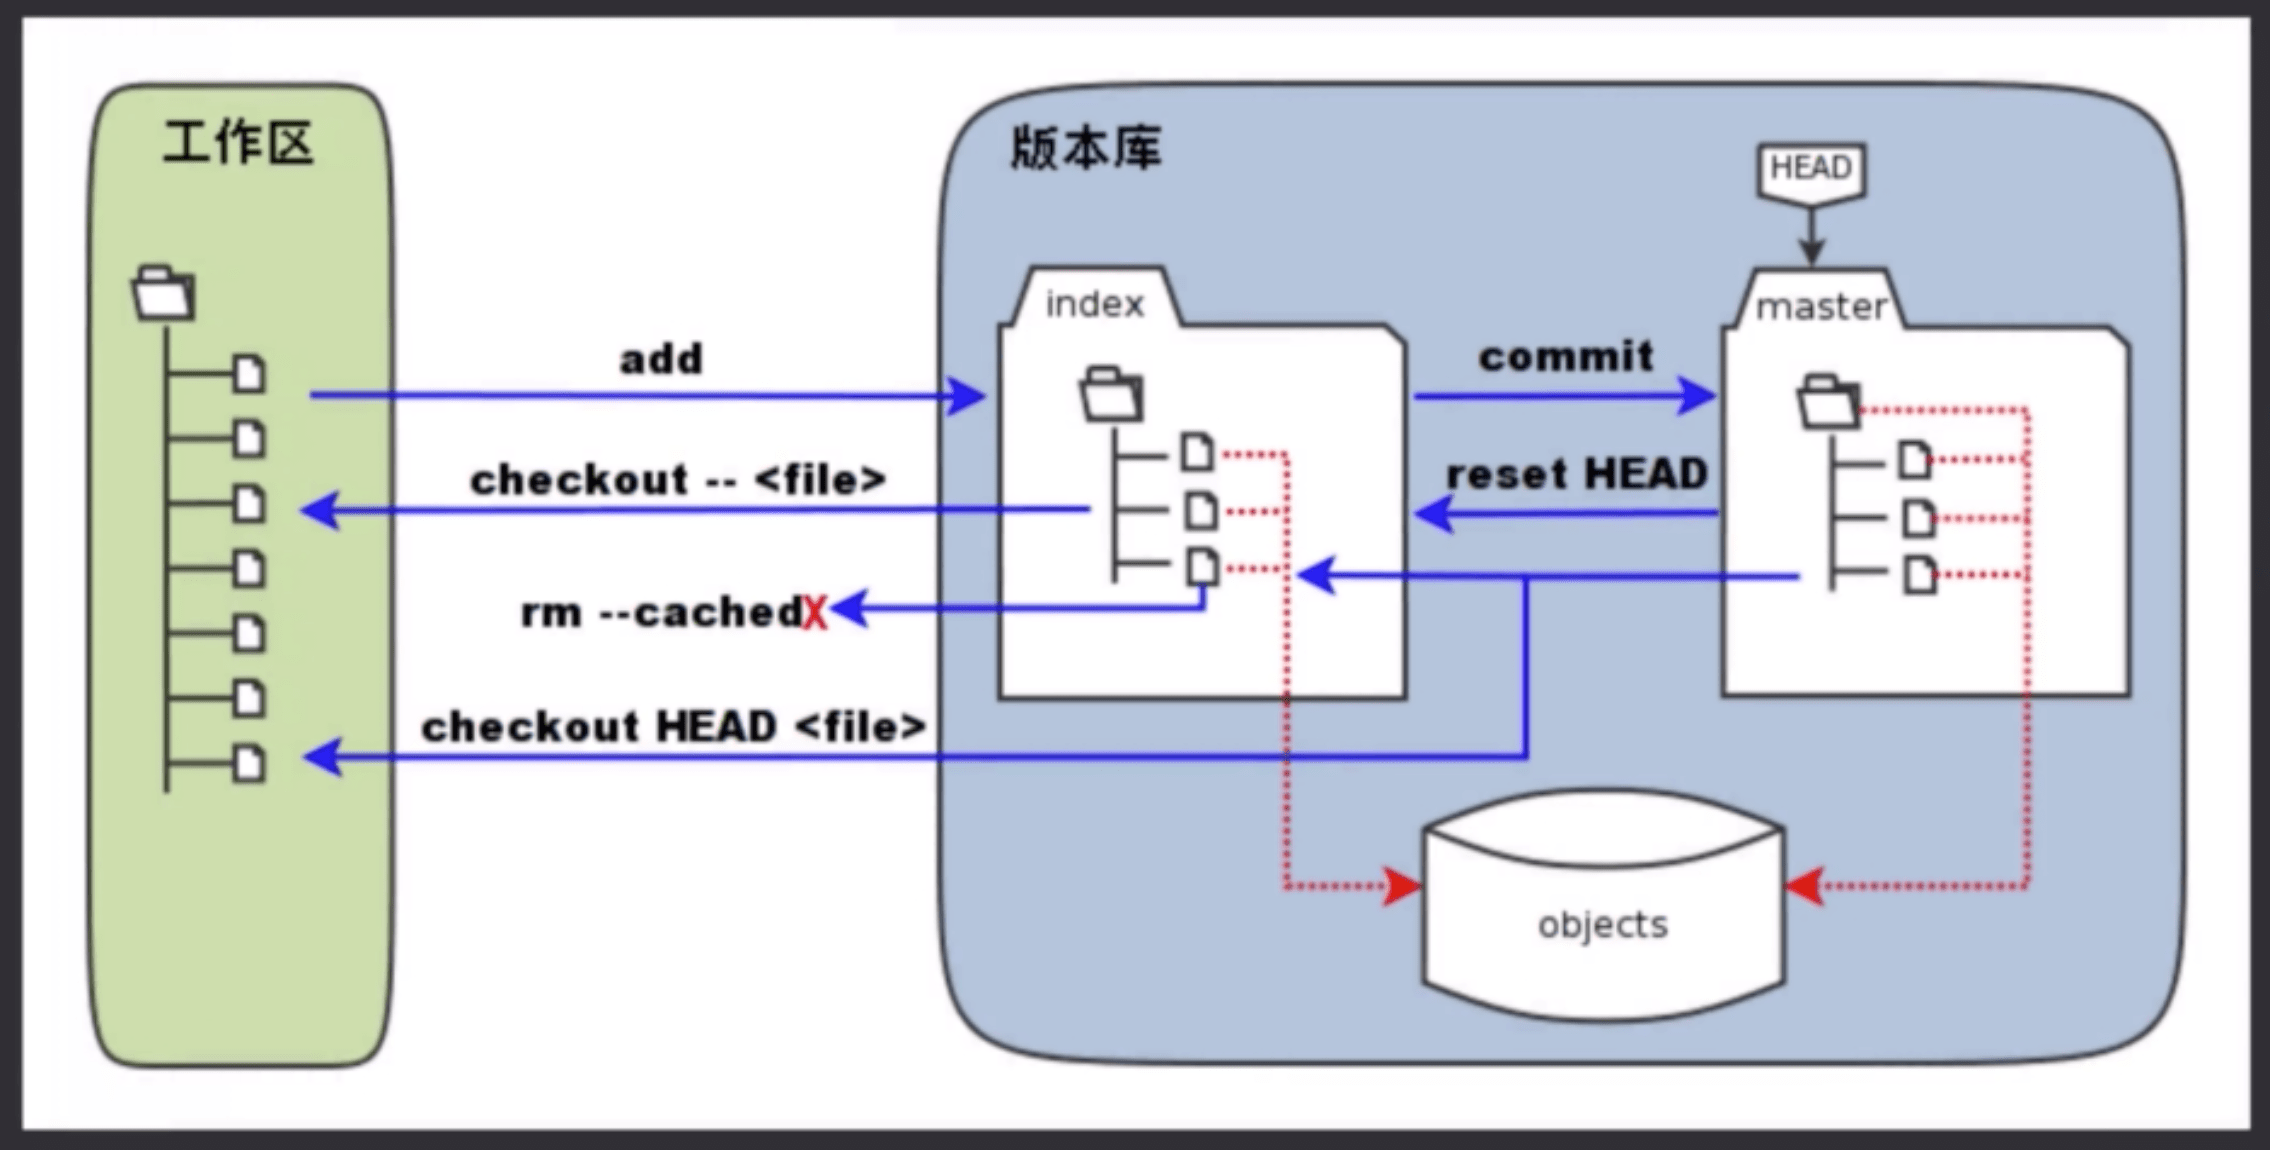 工作区
版本库
HEAD
index
master
add
commit
checkout -- <file>
reset HEAD
rm --cachedX
checkout HEAD <file>
objects